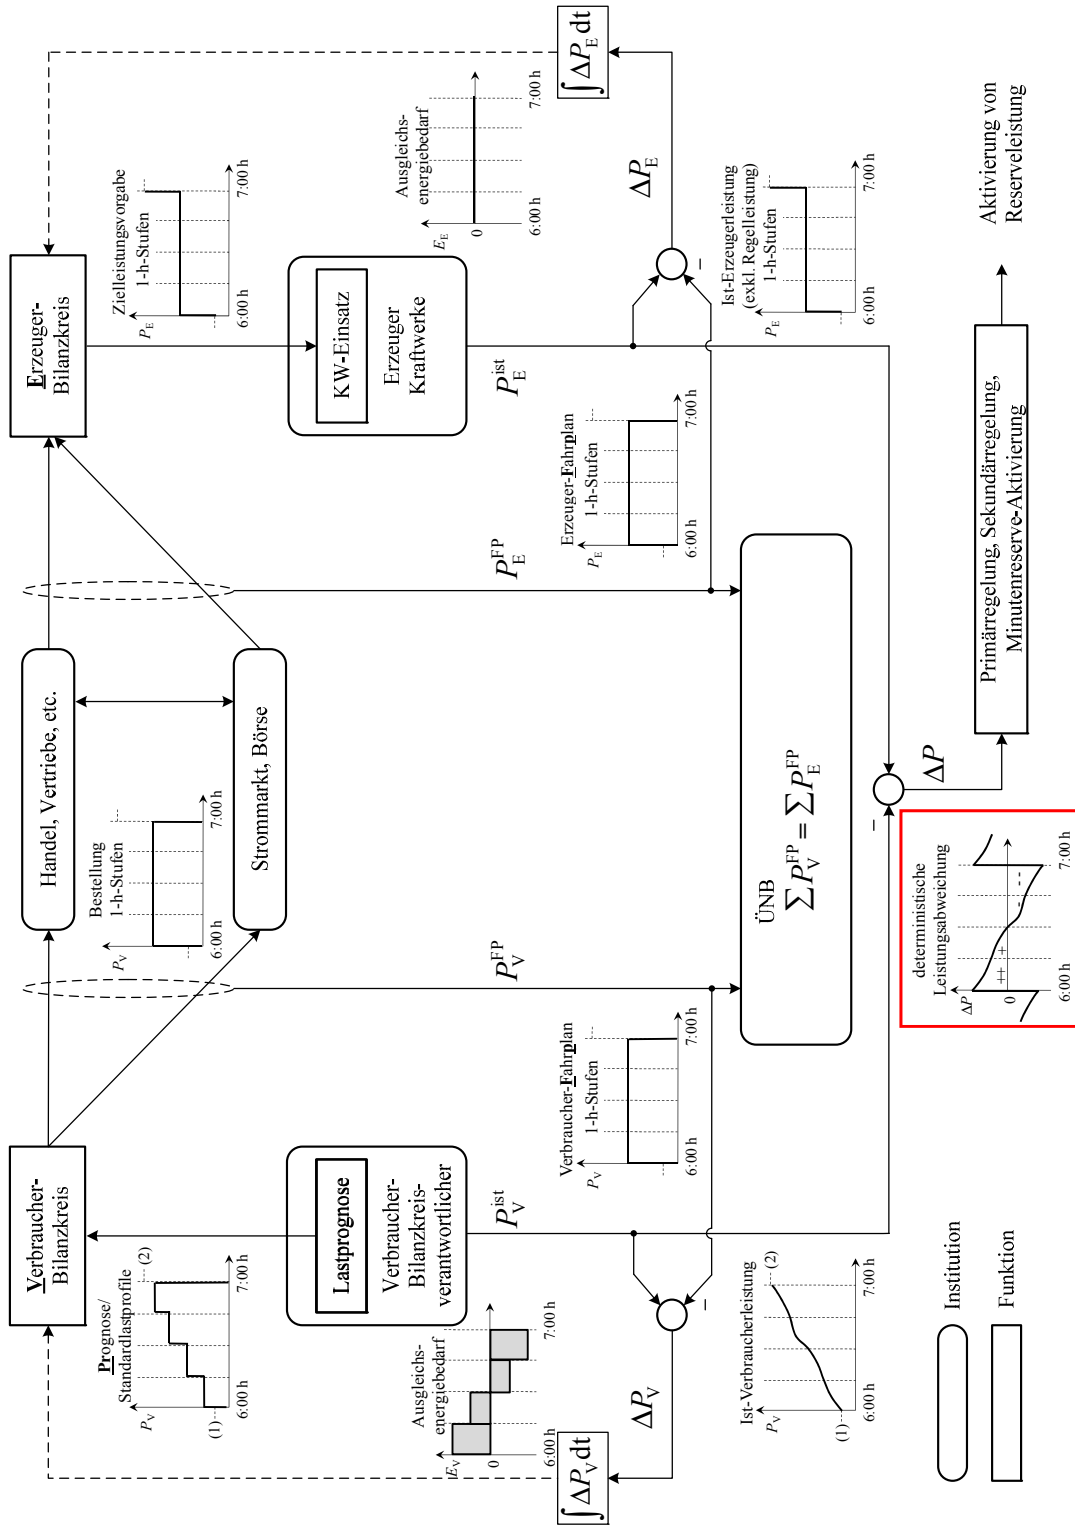 Verbraucher-
Bilanzkreis
Handel, Vertriebe, etc.
Erzeuger-
Bilanzkreis
Prognose/
Standardlastprofile
P_V
(1)
(2)
6:00 h
7:00 h
Bestellung
1-h-Stufen
P_V
6:00 h
7:00 h
Zielleistungsvorgabe
1-h-Stufen
P_E
6:00 h
7:00 h
Strommarkt, Börse
Lastprognose
Verbraucher-
Bilanzkreis-
verantwortlicher
KW-Einsatz
Erzeuger
Kraftwerke
Ausgleichs-
energiebedarf
E_V
0
6:00 h
7:00 h
Ausgleichs-
energiebedarf
E_E
0
6:00 h
7:00 h
P_V^ist
P_V^FP
P_E^FP
P_E^ist
∫ΔP_V dt
Verbraucher-Fahrplan
1-h-Stufen
P_V
6:00 h
7:00 h
Erzeuger-Fahrplan
1-h-Stufen
P_E
6:00 h
7:00 h
∫ΔP_E dt
ΔP_V
−
ΔP_E
−
Ist-Verbraucherleistung
P_V
(1)
(2)
6:00 h
7:00 h
ÜNB
∑P_V^FP = ∑P_E^FP
Ist-Erzeugerleistung
(exkl. Regelleistung)
1-h-Stufen
P_E
6:00 h
7:00 h
−
ΔP
deterministische
Leistungsabweichung
ΔP
0
++
+
-
--
6:00 h
7:00 h
Institution
Funktion
Primärregelung, Sekundärregelung,
Minutenreserve-Aktivierung
Aktivierung von
Reserveleistung